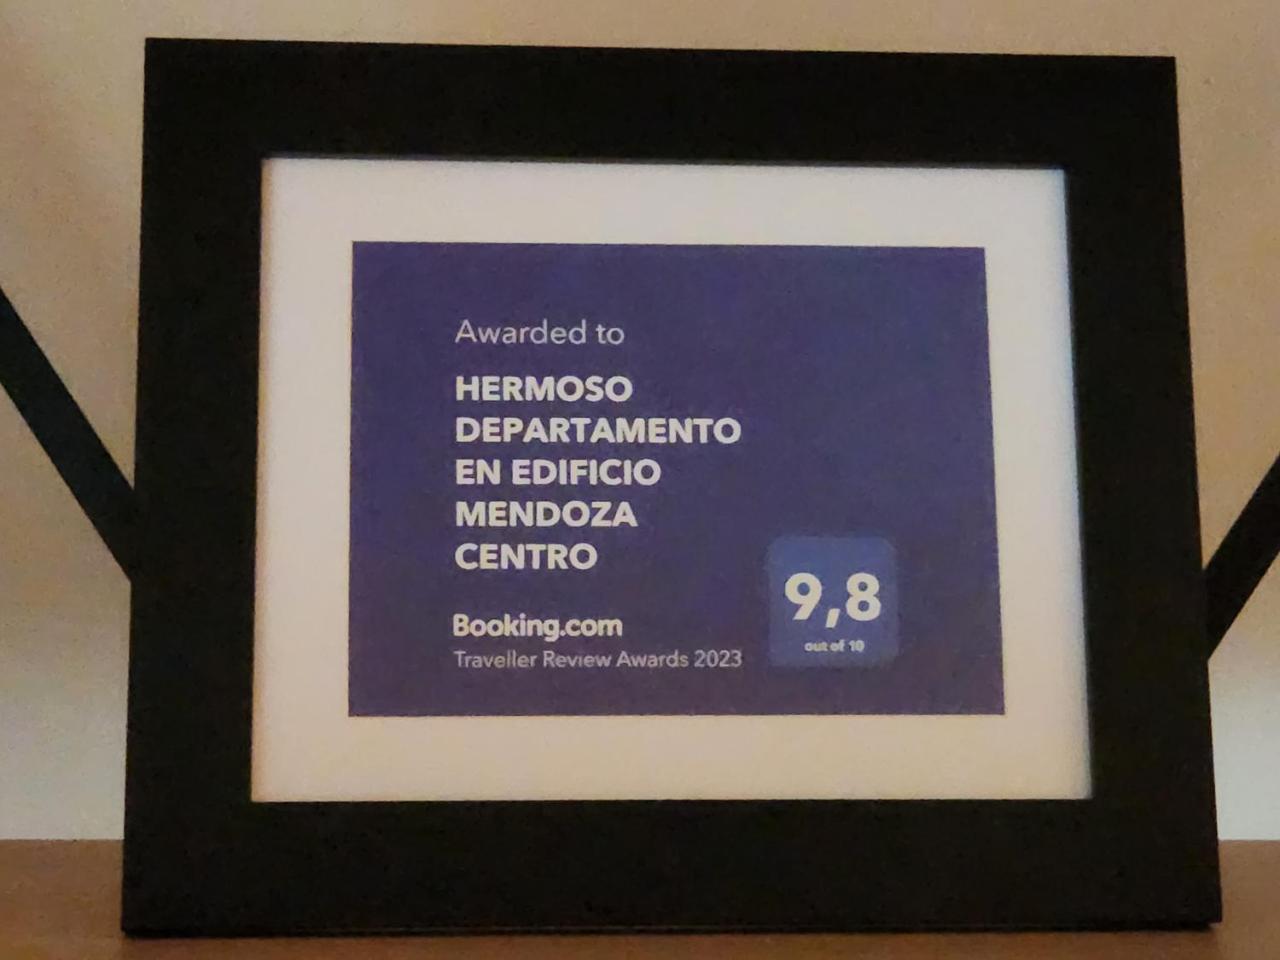 Awarded to
HERMOSO
DEPARTAMENTO
EN EDIFICIO
MENDOZA
CENTRO
Booking.com
Traveller Review Awards 2023
9,8
out of 10